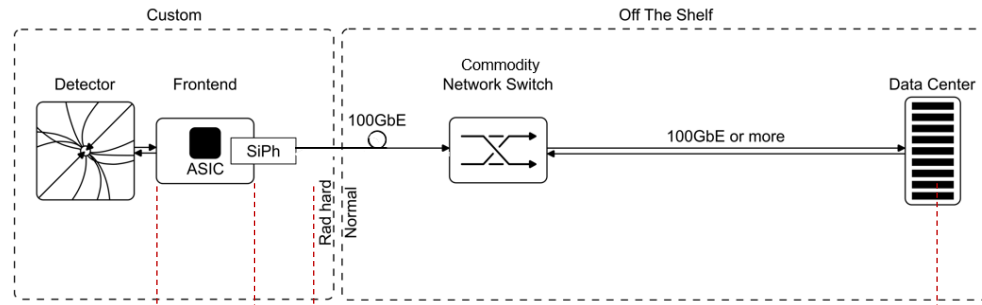 Custom
Off The Shelf
Detector
Frontend
Commodity
Network Switch
Data Center
100GbE
100GbE or more
SiPh
ASIC
Rad hard
Normal